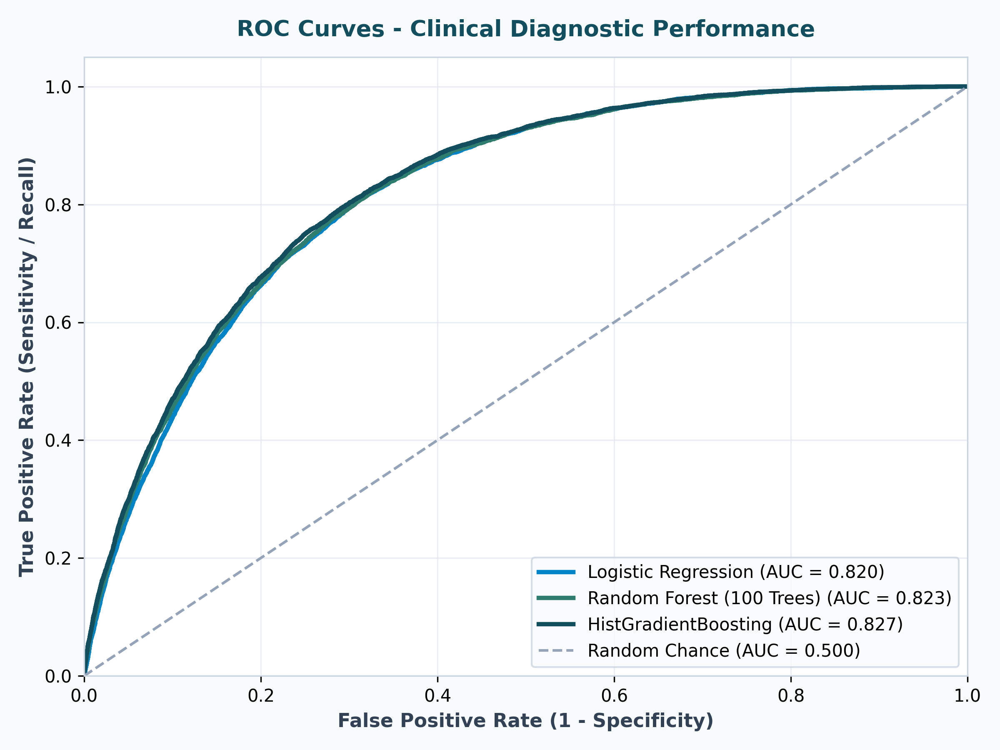 ROC Curves - Clinical Diagnostic Performance
True Positive Rate (Sensitivity / Recall)
1.0
0.8
0.6
0.4
0.2
0.0
Logistic Regression (AUC = 0.820)
Random Forest (100 Trees) (AUC = 0.823)
HistGradientBoosting (AUC = 0.827)
Random Chance (AUC = 0.500)
0.0 0.2 0.4 0.6 0.8 1.0
False Positive Rate (1 - Specificity)